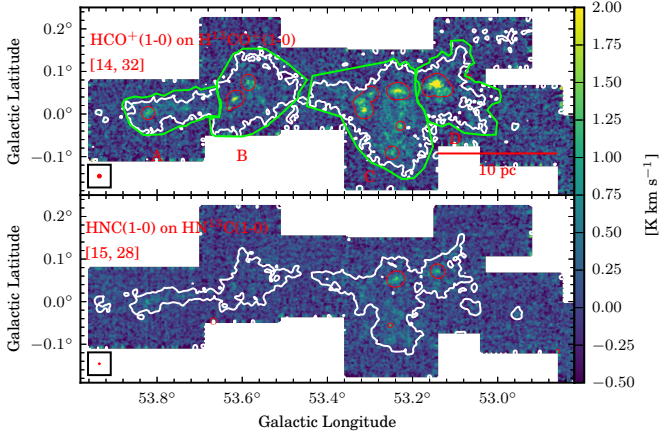 HCO⁺(1-0) on H¹³CO⁺(1-0)
[14, 32]
A
B
C
D
10 pc
HNC(1-0) on HN¹³C(1-0)
[15, 28]
Galactic Latitude
0.2°
0.1°
0.0°
−0.1°
Galactic Latitude
0.2°
0.1°
0.0°
−0.1°
53.8°
53.6°
53.4°
53.2°
53.0°
Galactic Longitude
2.00
1.75
1.50
1.25
1.00
0.75
0.50
0.25
0.00
−0.25
−0.50
[K km s⁻¹]